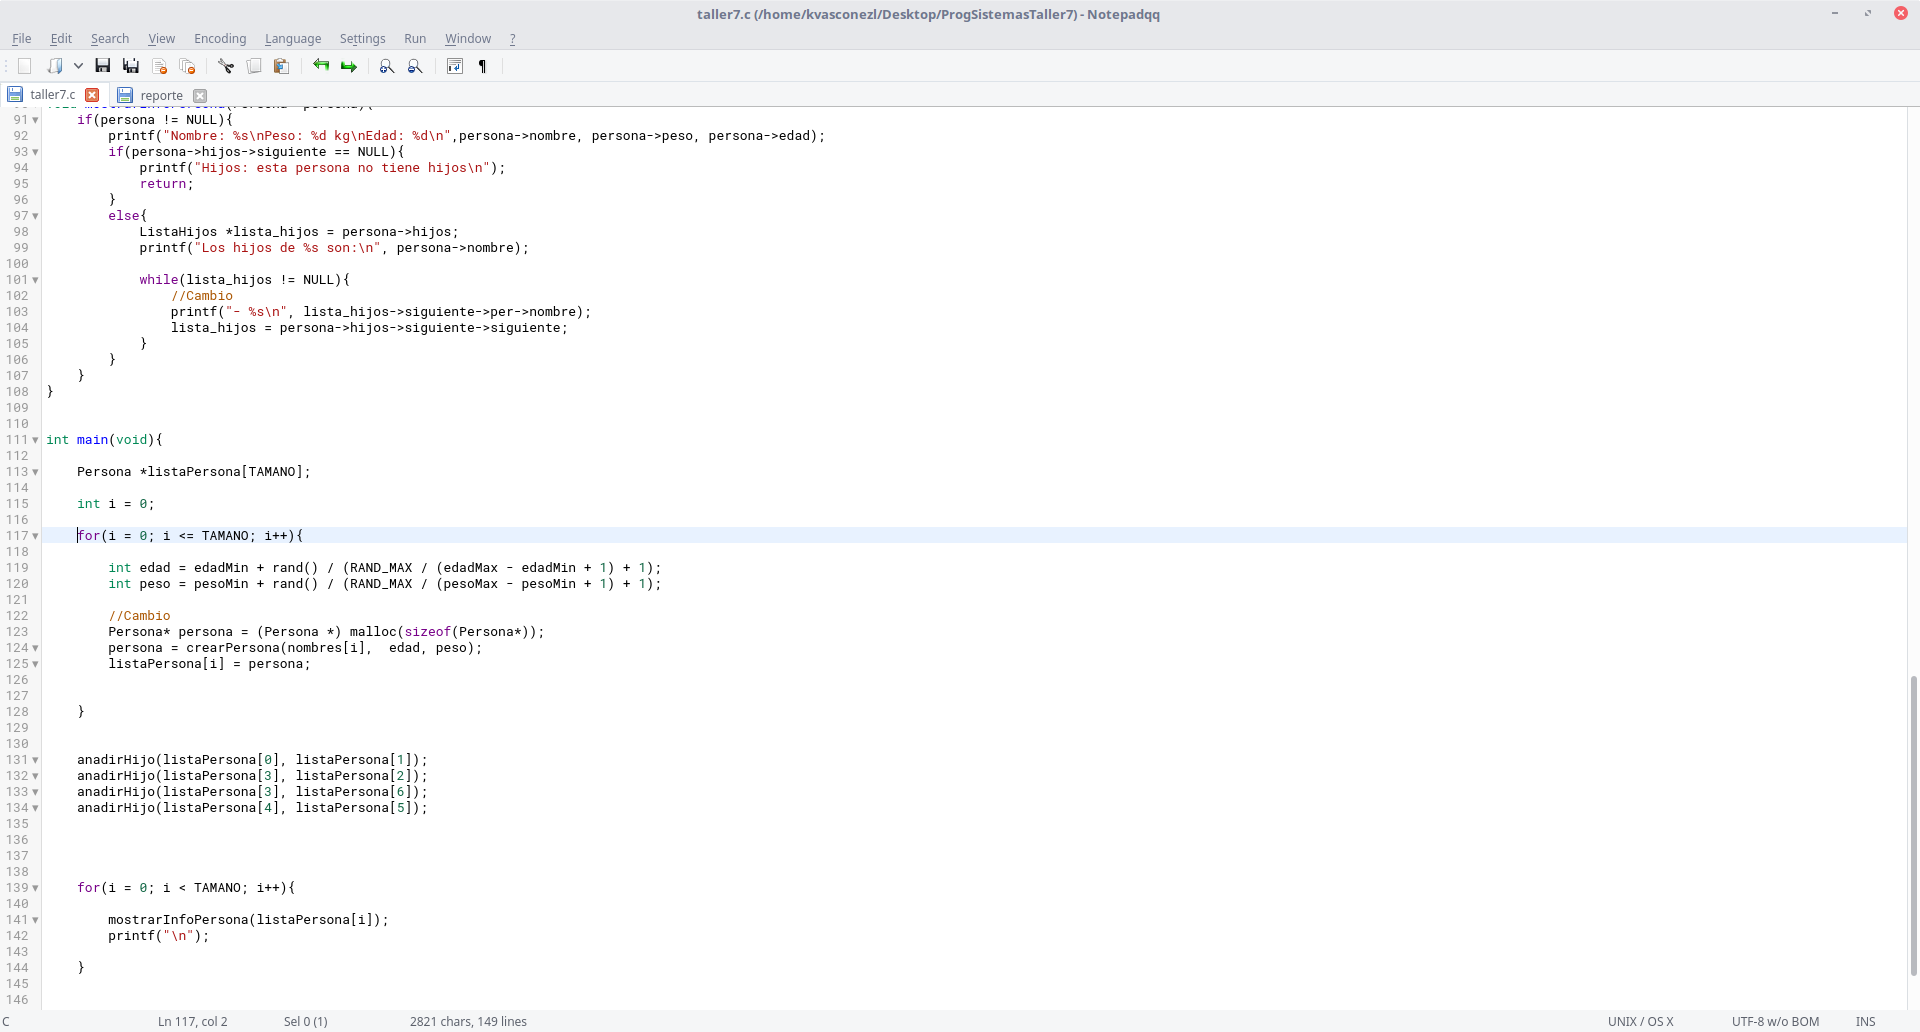 taller7.c (/home/kvasconezl/Desktop/ProgSistemasTaller7) - Notepadqq
File Edit Search View Encoding Language Settings Run Window ?
taller7.c reporte
91 if(persona != NULL){
92 printf("Nombre: %s\nPeso: %d kg\nEdad: %d\n",persona->nombre, persona->peso, persona->edad);
93 if(persona->hijos->siguiente == NULL){
94 printf("Hijos: esta persona no tiene hijos\n");
95 return;
96 }
97 else{
98 ListaHijos *lista_hijos = persona->hijos;
99 printf("Los hijos de %s son:\n", persona->nombre);
100
101 while(lista_hijos != NULL){
102 //Cambio
103 printf("- %s\n", lista_hijos->siguiente->per->nombre);
104 lista_hijos = persona->hijos->siguiente->siguiente;
105 }
106 }
107 }
108 }
109
110
111 int main(void){
112
113 Persona *listaPersona[TAMANO];
114
115 int i = 0;
116
117 for(i = 0; i <= TAMANO; i++){
118
119 int edad = edadMin + rand() / (RAND_MAX / (edadMax - edadMin + 1) + 1);
120 int peso = pesoMin + rand() / (RAND_MAX / (pesoMax - pesoMin + 1) + 1);
121
122 //Cambio
123 Persona* persona = (Persona *) malloc(sizeof(Persona*));
124 persona = crearPersona(nombres[i],  edad, peso);
125 listaPersona[i] = persona;
126
127
128 }
129
130
131 anadirHijo(listaPersona[0], listaPersona[1]);
132 anadirHijo(listaPersona[3], listaPersona[2]);
133 anadirHijo(listaPersona[3], listaPersona[6]);
134 anadirHijo(listaPersona[4], listaPersona[5]);
135
136
137
138
139 for(i = 0; i < TAMANO; i++){
140
141 mostrarInfoPersona(listaPersona[i]);
142 printf("\n");
143
144 }
145
146
C Ln 117, col 2 Sel 0 (1) 2821 chars, 149 lines UNIX / OS X UTF-8 w/o BOM INS